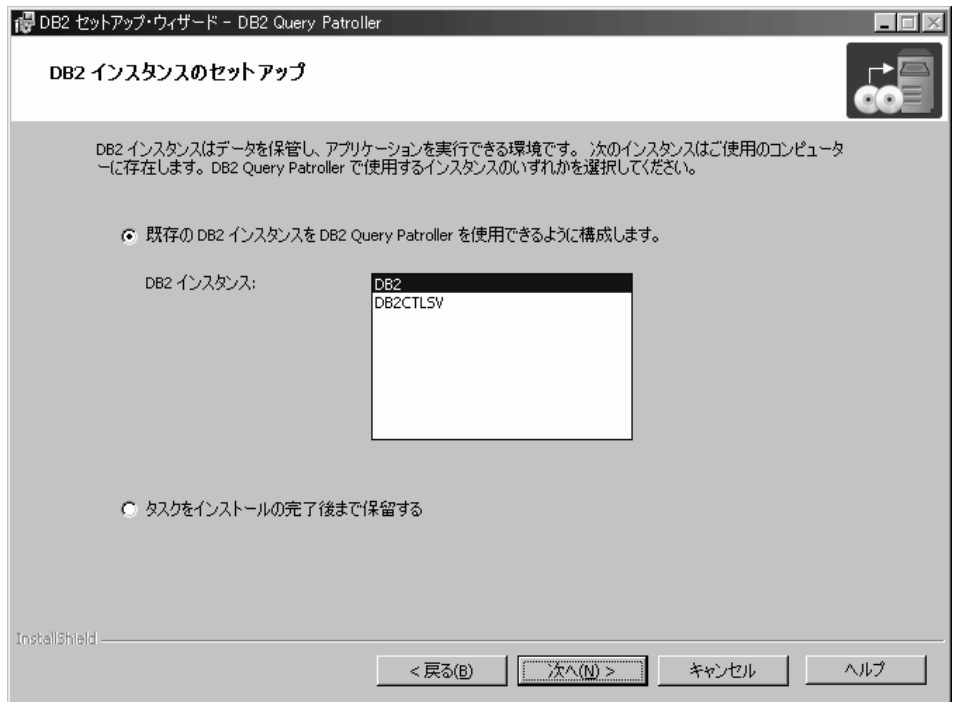 DB2 セットアップ・ウィザード - DB2 Query Patroller
DB2 インスタンスのセットアップ
DB2 インスタンスはデータを保管し、アプリケーションを実行できる環境です。 次のインスタンスはご使用のコンピュータ
ーに存在します。DB2 Query Patroller で使用するインスタンスのいずれかを選択してください。
既存の DB2 インスタンスを DB2 Query Patroller を使用できるように構成します。
DB2 インスタンス:
DB2
DB2CTLSV
タスクをインストールの完了後まで保留する
InstallShield
< 戻る(B)
次へ(N) >
キャンセル
ヘルプ